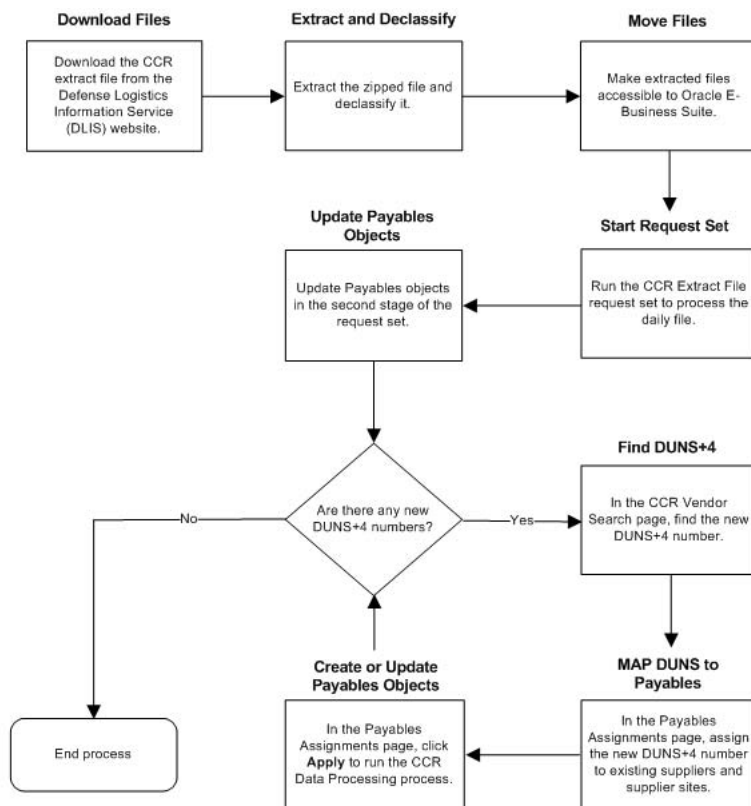 Download Files
Download the CCR
extract file from the
Defense Logistics
Information Service
(DLIS) website.
Extract and Declassify
Extract the zipped file and
declassify it.
Move Files
Make extracted files
accessible to Oracle E-
Business Suite.
Start Request Set
Run the CCR Extract File
request set to process the
daily file.
Update Payables
Objects
Update Payables objects
in the second stage of the
request set.
Are there any new
DUNS+4 numbers?
No
Yes
Find DUNS+4
In the CCR Vendor
Search page, find the new
DUNS+4 number.
MAP DUNS to
Payables
In the Payables
Assignments page, assign
the new DUNS+4 number
to existing suppliers and
supplier sites.
Create or Update
Payables Objects
In the Payables
Assignments page, click
Apply to run the CCR
Data Processing process.
End process